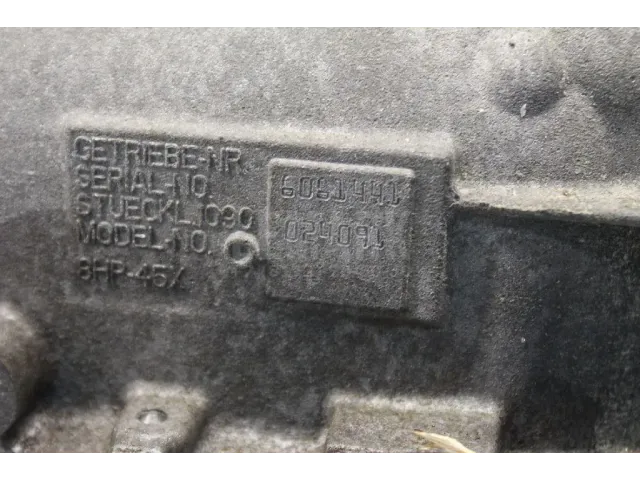 GETRIEBE-NR.
SERIAL-NO.
6061441
STUECKL.1090
024091
MODEL-NO.
8HP-45X